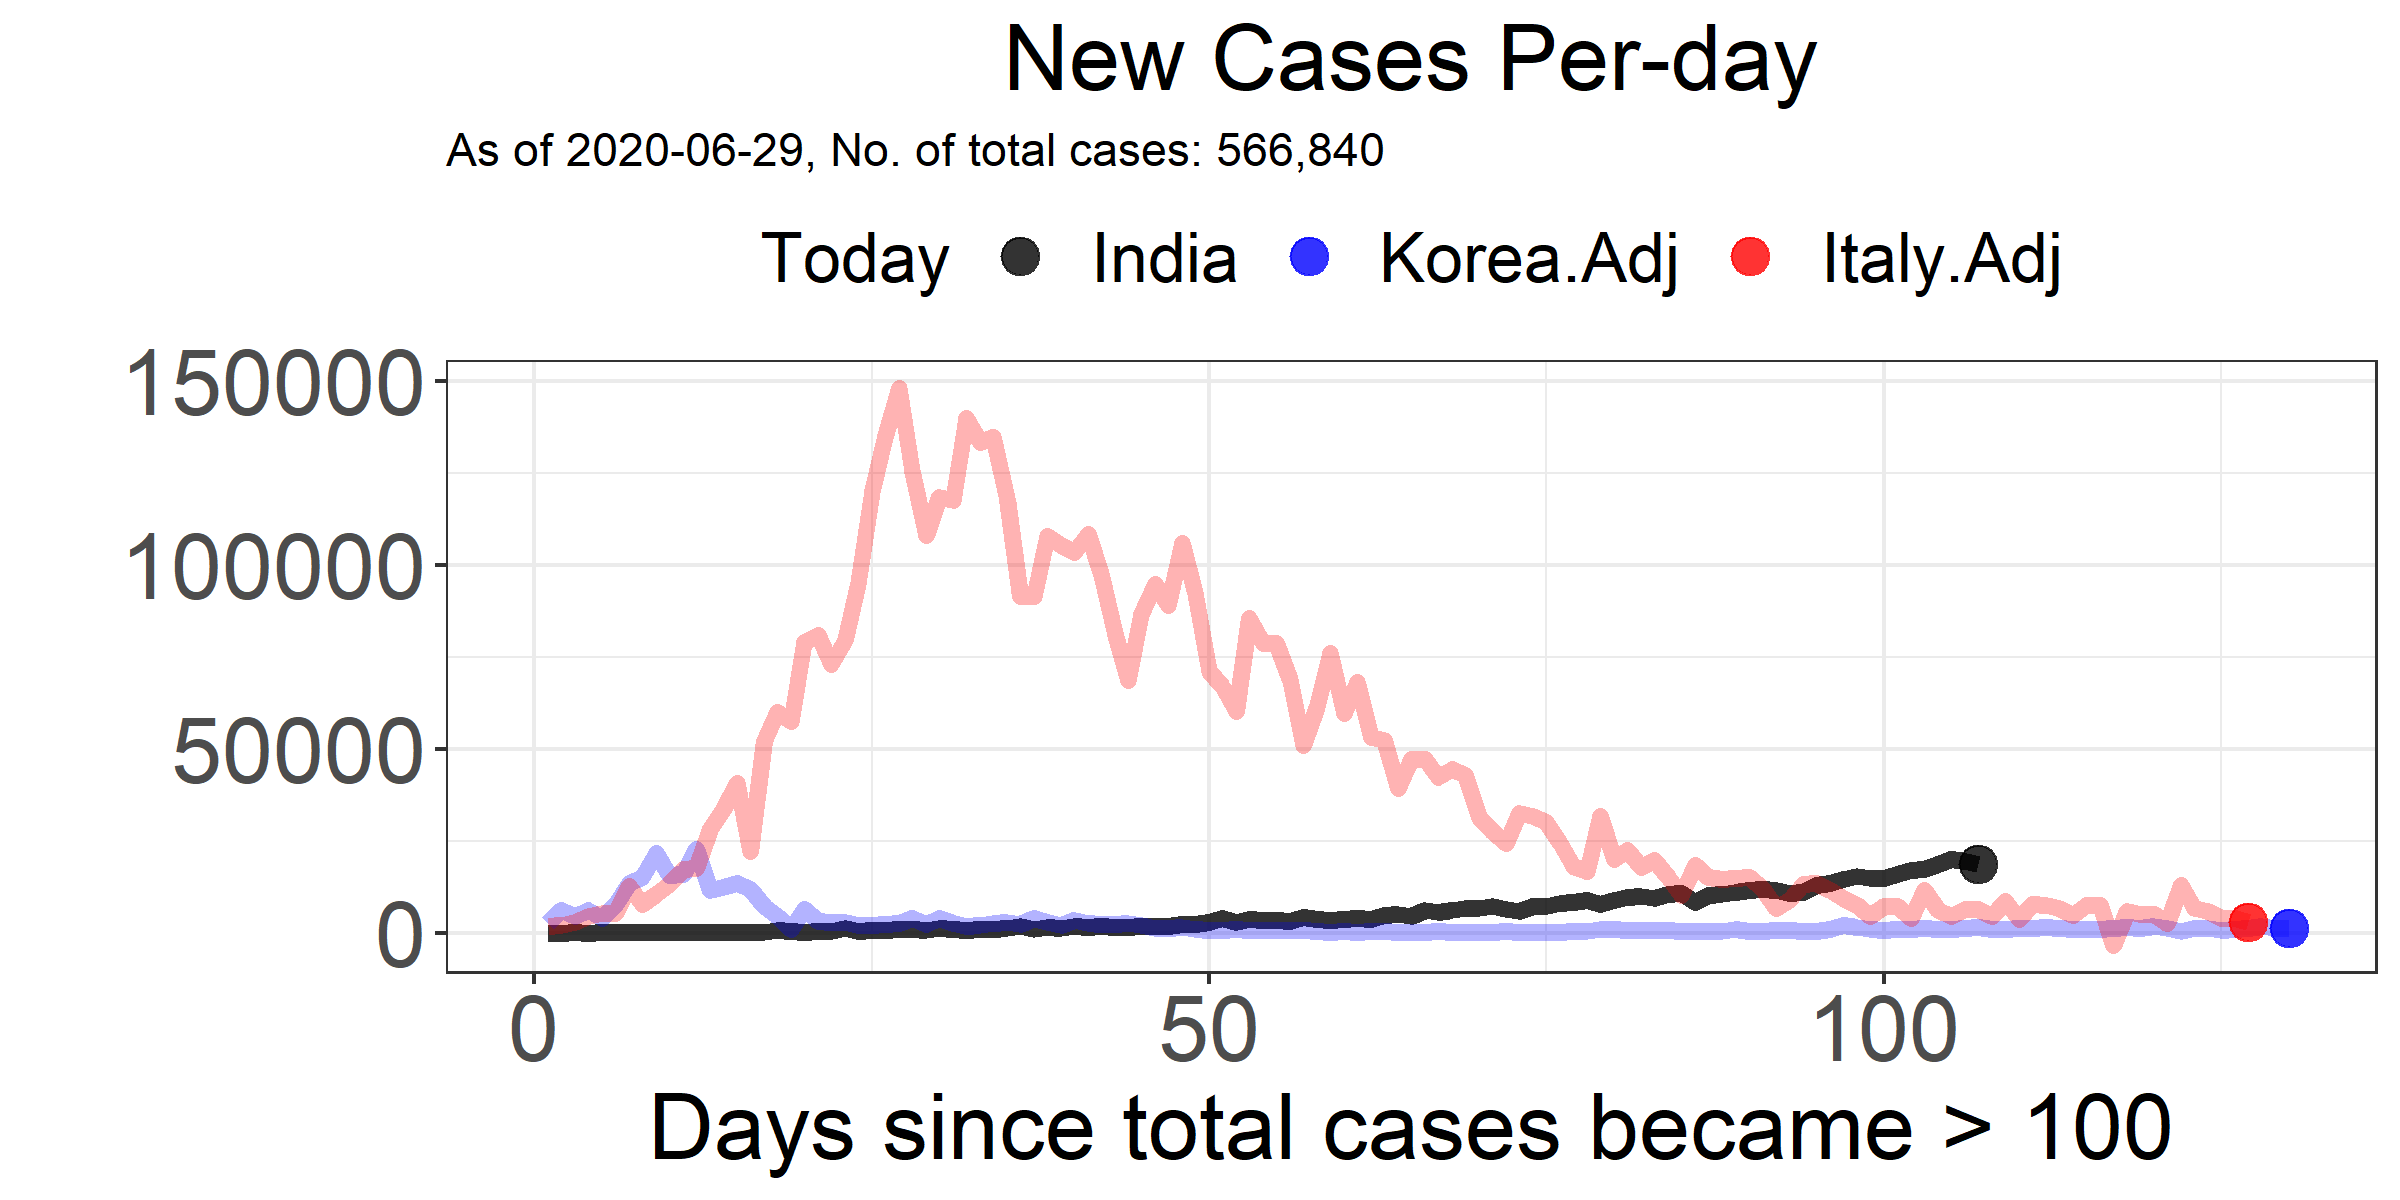 New Cases Per-day
As of 2020-06-29, No. of total cases: 566,840
Today India Korea.Adj Italy.Adj
150000
100000
50000
0
0 50 100
Days since total cases became > 100